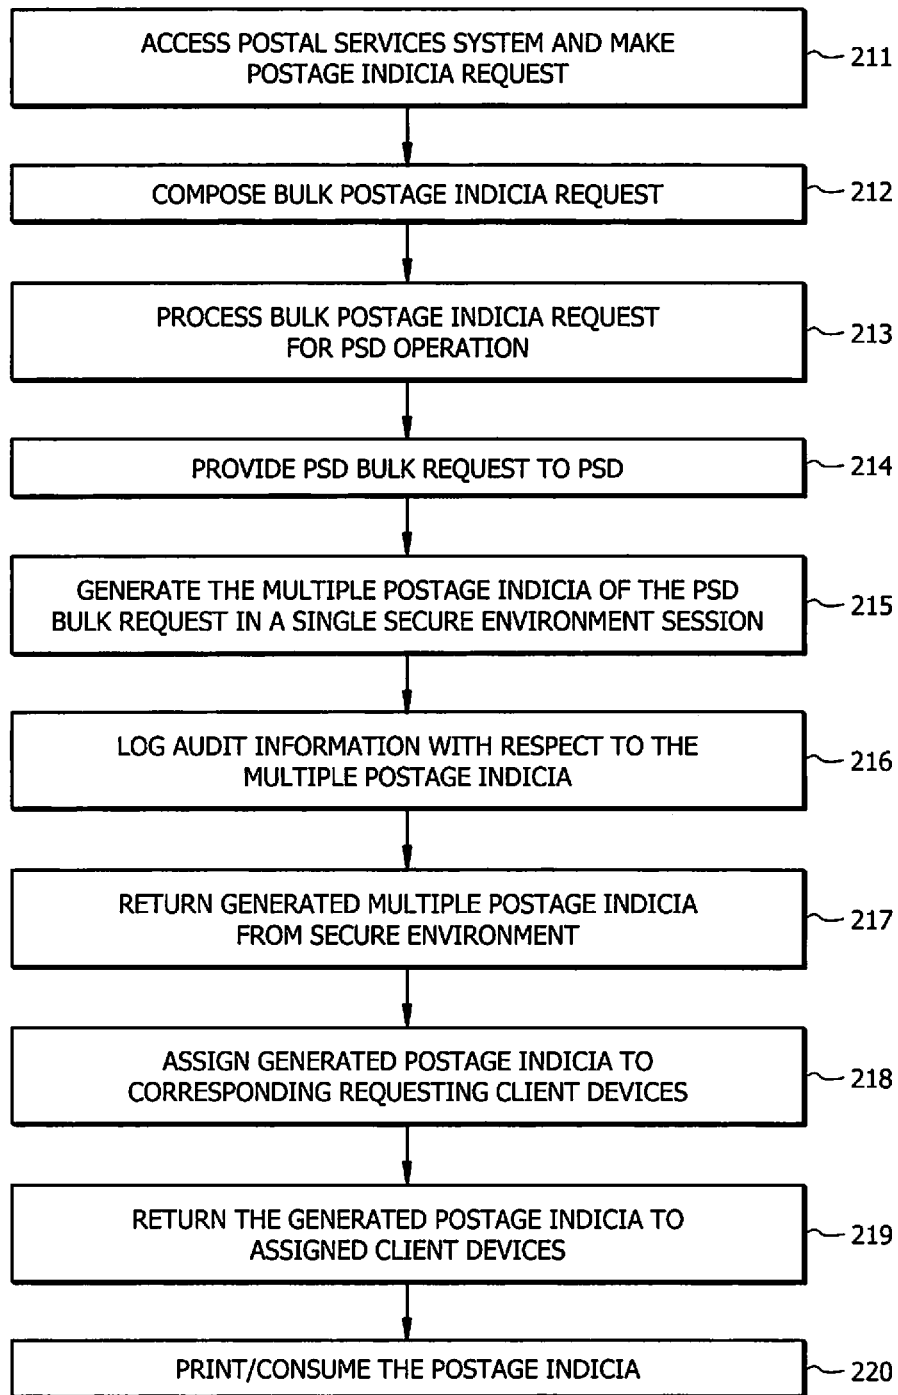 ACCESS POSTAL SERVICES SYSTEM AND MAKE
POSTAGE INDICIA REQUEST
211
COMPOSE BULK POSTAGE INDICIA REQUEST
212
PROCESS BULK POSTAGE INDICIA REQUEST
FOR PSD OPERATION
213
PROVIDE PSD BULK REQUEST TO PSD
214
GENERATE THE MULTIPLE POSTAGE INDICIA OF THE PSD
BULK REQUEST IN A SINGLE SECURE ENVIRONMENT SESSION
215
LOG AUDIT INFORMATION WITH RESPECT TO THE
MULTIPLE POSTAGE INDICIA
216
RETURN GENERATED MULTIPLE POSTAGE INDICIA
FROM SECURE ENVIRONMENT
217
ASSIGN GENERATED POSTAGE INDICIA TO
CORRESPONDING REQUESTING CLIENT DEVICES
218
RETURN THE GENERATED POSTAGE INDICIA TO
ASSIGNED CLIENT DEVICES
219
PRINT/CONSUME THE POSTAGE INDICIA
220